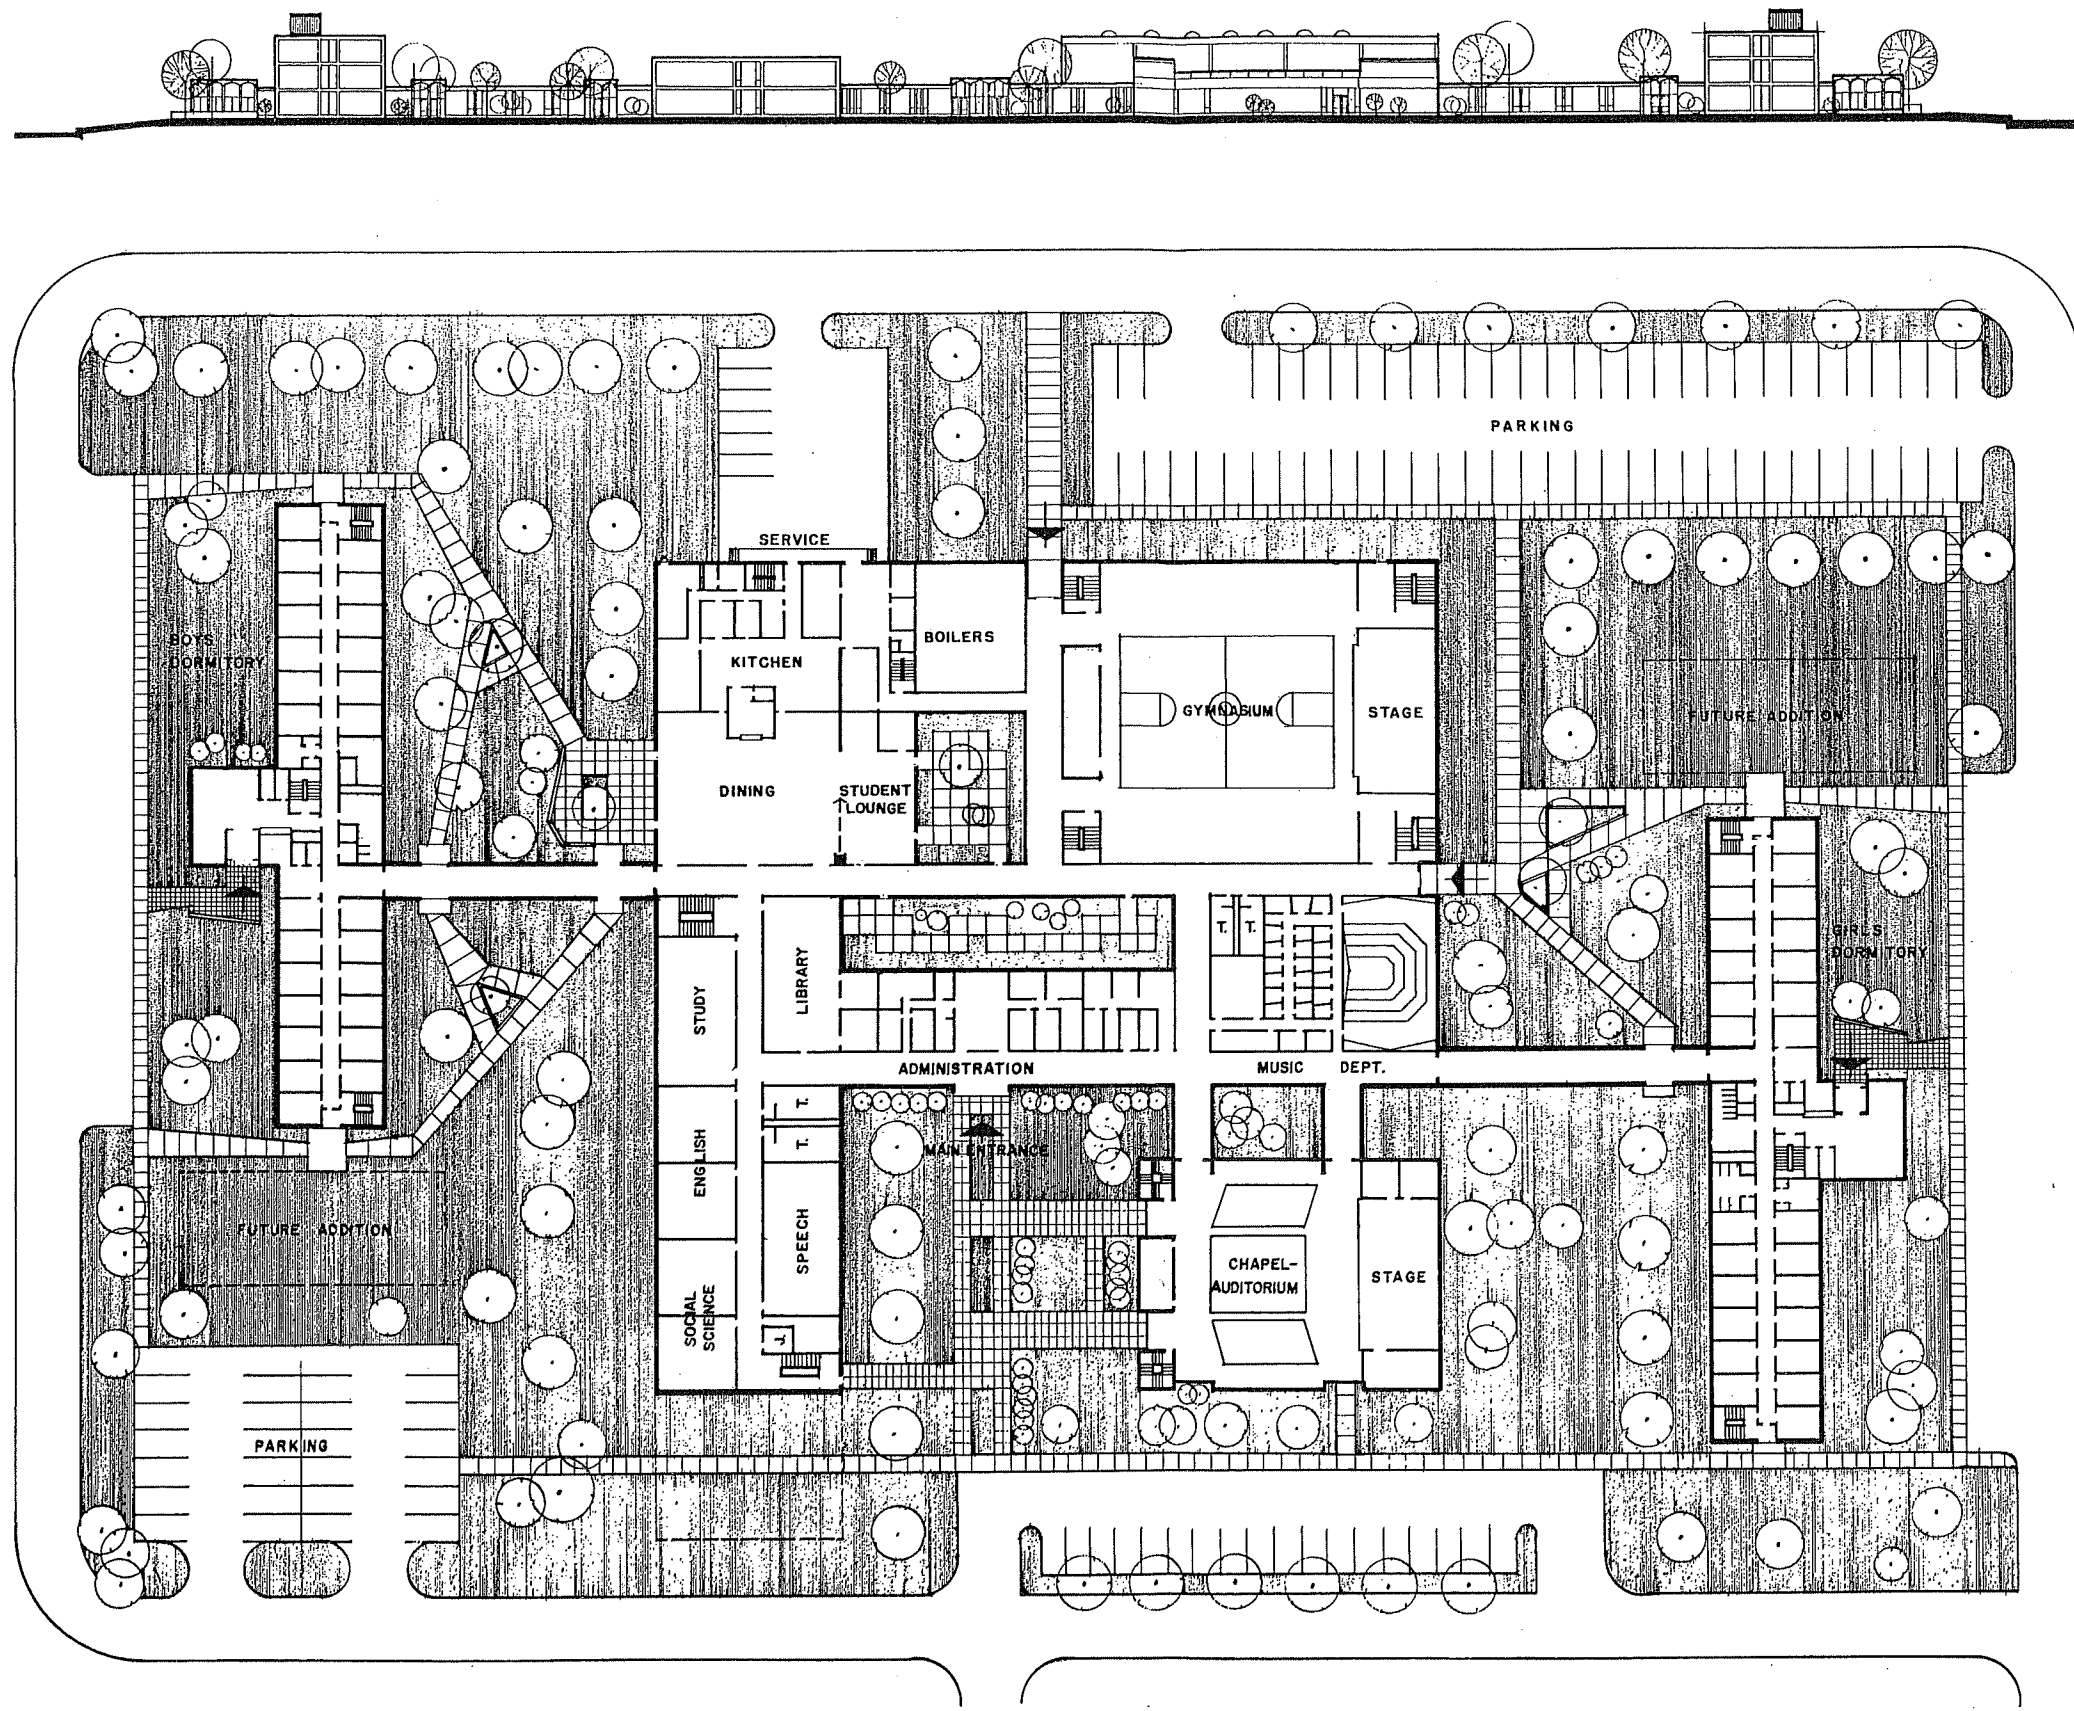 PARKING
SERVICE
BOYS
DORMITORY
BOILERS
KITCHEN
GYMNASIUM
STAGE
FUTURE ADDITION
DINING
STUDENT
LOUNGE
T.
T.
GIRLS
DORMITORY
LIBRARY
STUDY
ADMINISTRATION
MUSIC DEPT.
T.
T.
MAIN ENTRANCE
ENGLISH
FUTURE ADDITION
SPEECH
CHAPEL-
AUDITORIUM
STAGE
SOCIAL
SCIENCE
J.
PARKING